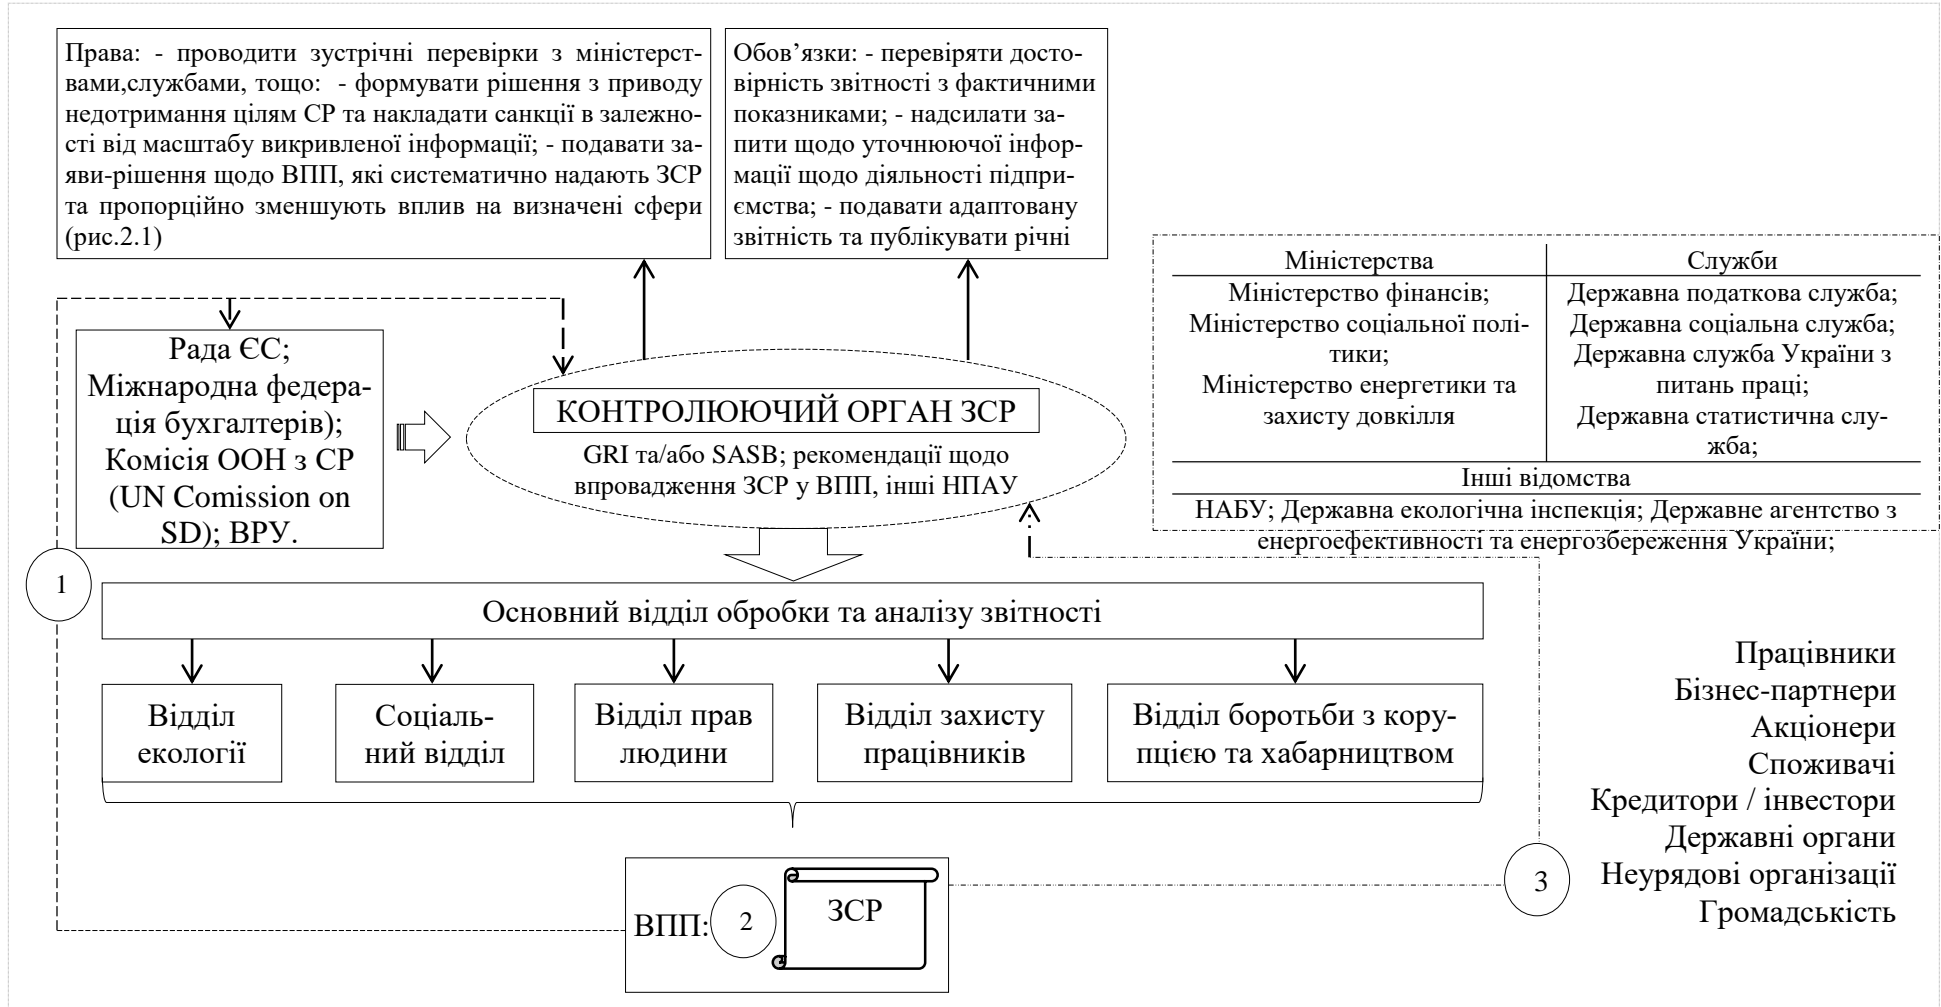 Права: - проводити зустрічні перевірки з міністерст-
вами,службами, тощо: - формувати рішення з приводу
недотримання цілям СР та накладати санкції в залежно-
сті від масштабу викривленої інформації; - подавати за-
яви-рішення щодо ВПП, які систематично надають ЗСР
та пропорційно зменшують вплив на визначені сфери
(рис.2.1)
Обов’язки: - перевіряти досто-
вірність звітності з фактичними
показниками; - надсилати за-
пити щодо уточнюючої інфор-
мації щодо діяльності підпри-
ємства; - подавати адаптовану
звітність та публікувати річні
Міністерства
Служби
Міністерство фінансів;
Міністерство соціальної полі-
тики;
Міністерство енергетики та
захисту довкілля
Державна податкова служба;
Державна соціальна служба;
Державна служба України з
питань праці;
Державна статистична слу-
жба;
Інші відомства
НАБУ; Державна екологічна інспекція; Державне агентство з
енергоефективності та енергозбереження України;
Рада ЄС;
Міжнародна федера-
ція бухгалтерів);
Комісія ООН з СР
(UN Comission on
SD); ВРУ.
КОНТРОЛЮЮЧИЙ ОРГАН ЗСР
GRI та/або SASB; рекомендації щодо
впровадження ЗСР у ВПП, інші НПАУ
1
Основний відділ обробки та аналізу звітності
Відділ
екології
Соціаль-
ний відділ
Відділ прав
людини
Відділ захисту
працівників
Відділ боротьби з кору-
пцією та хабарництвом
Працівники
Бізнес-партнери
Акціонери
Споживачі
Кредитори / інвестори
Державні органи
Неурядові організації
Громадськість
ВПП:
2
ЗСР
3